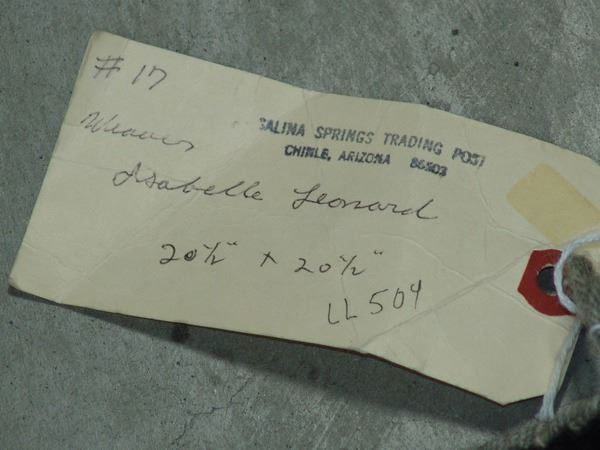 # 17
SALINA SPRINGS TRADING POST
CHINLE, ARIZONA 86503
Weaver
Isabelle Leonard
20½" x 20½"
LL 504